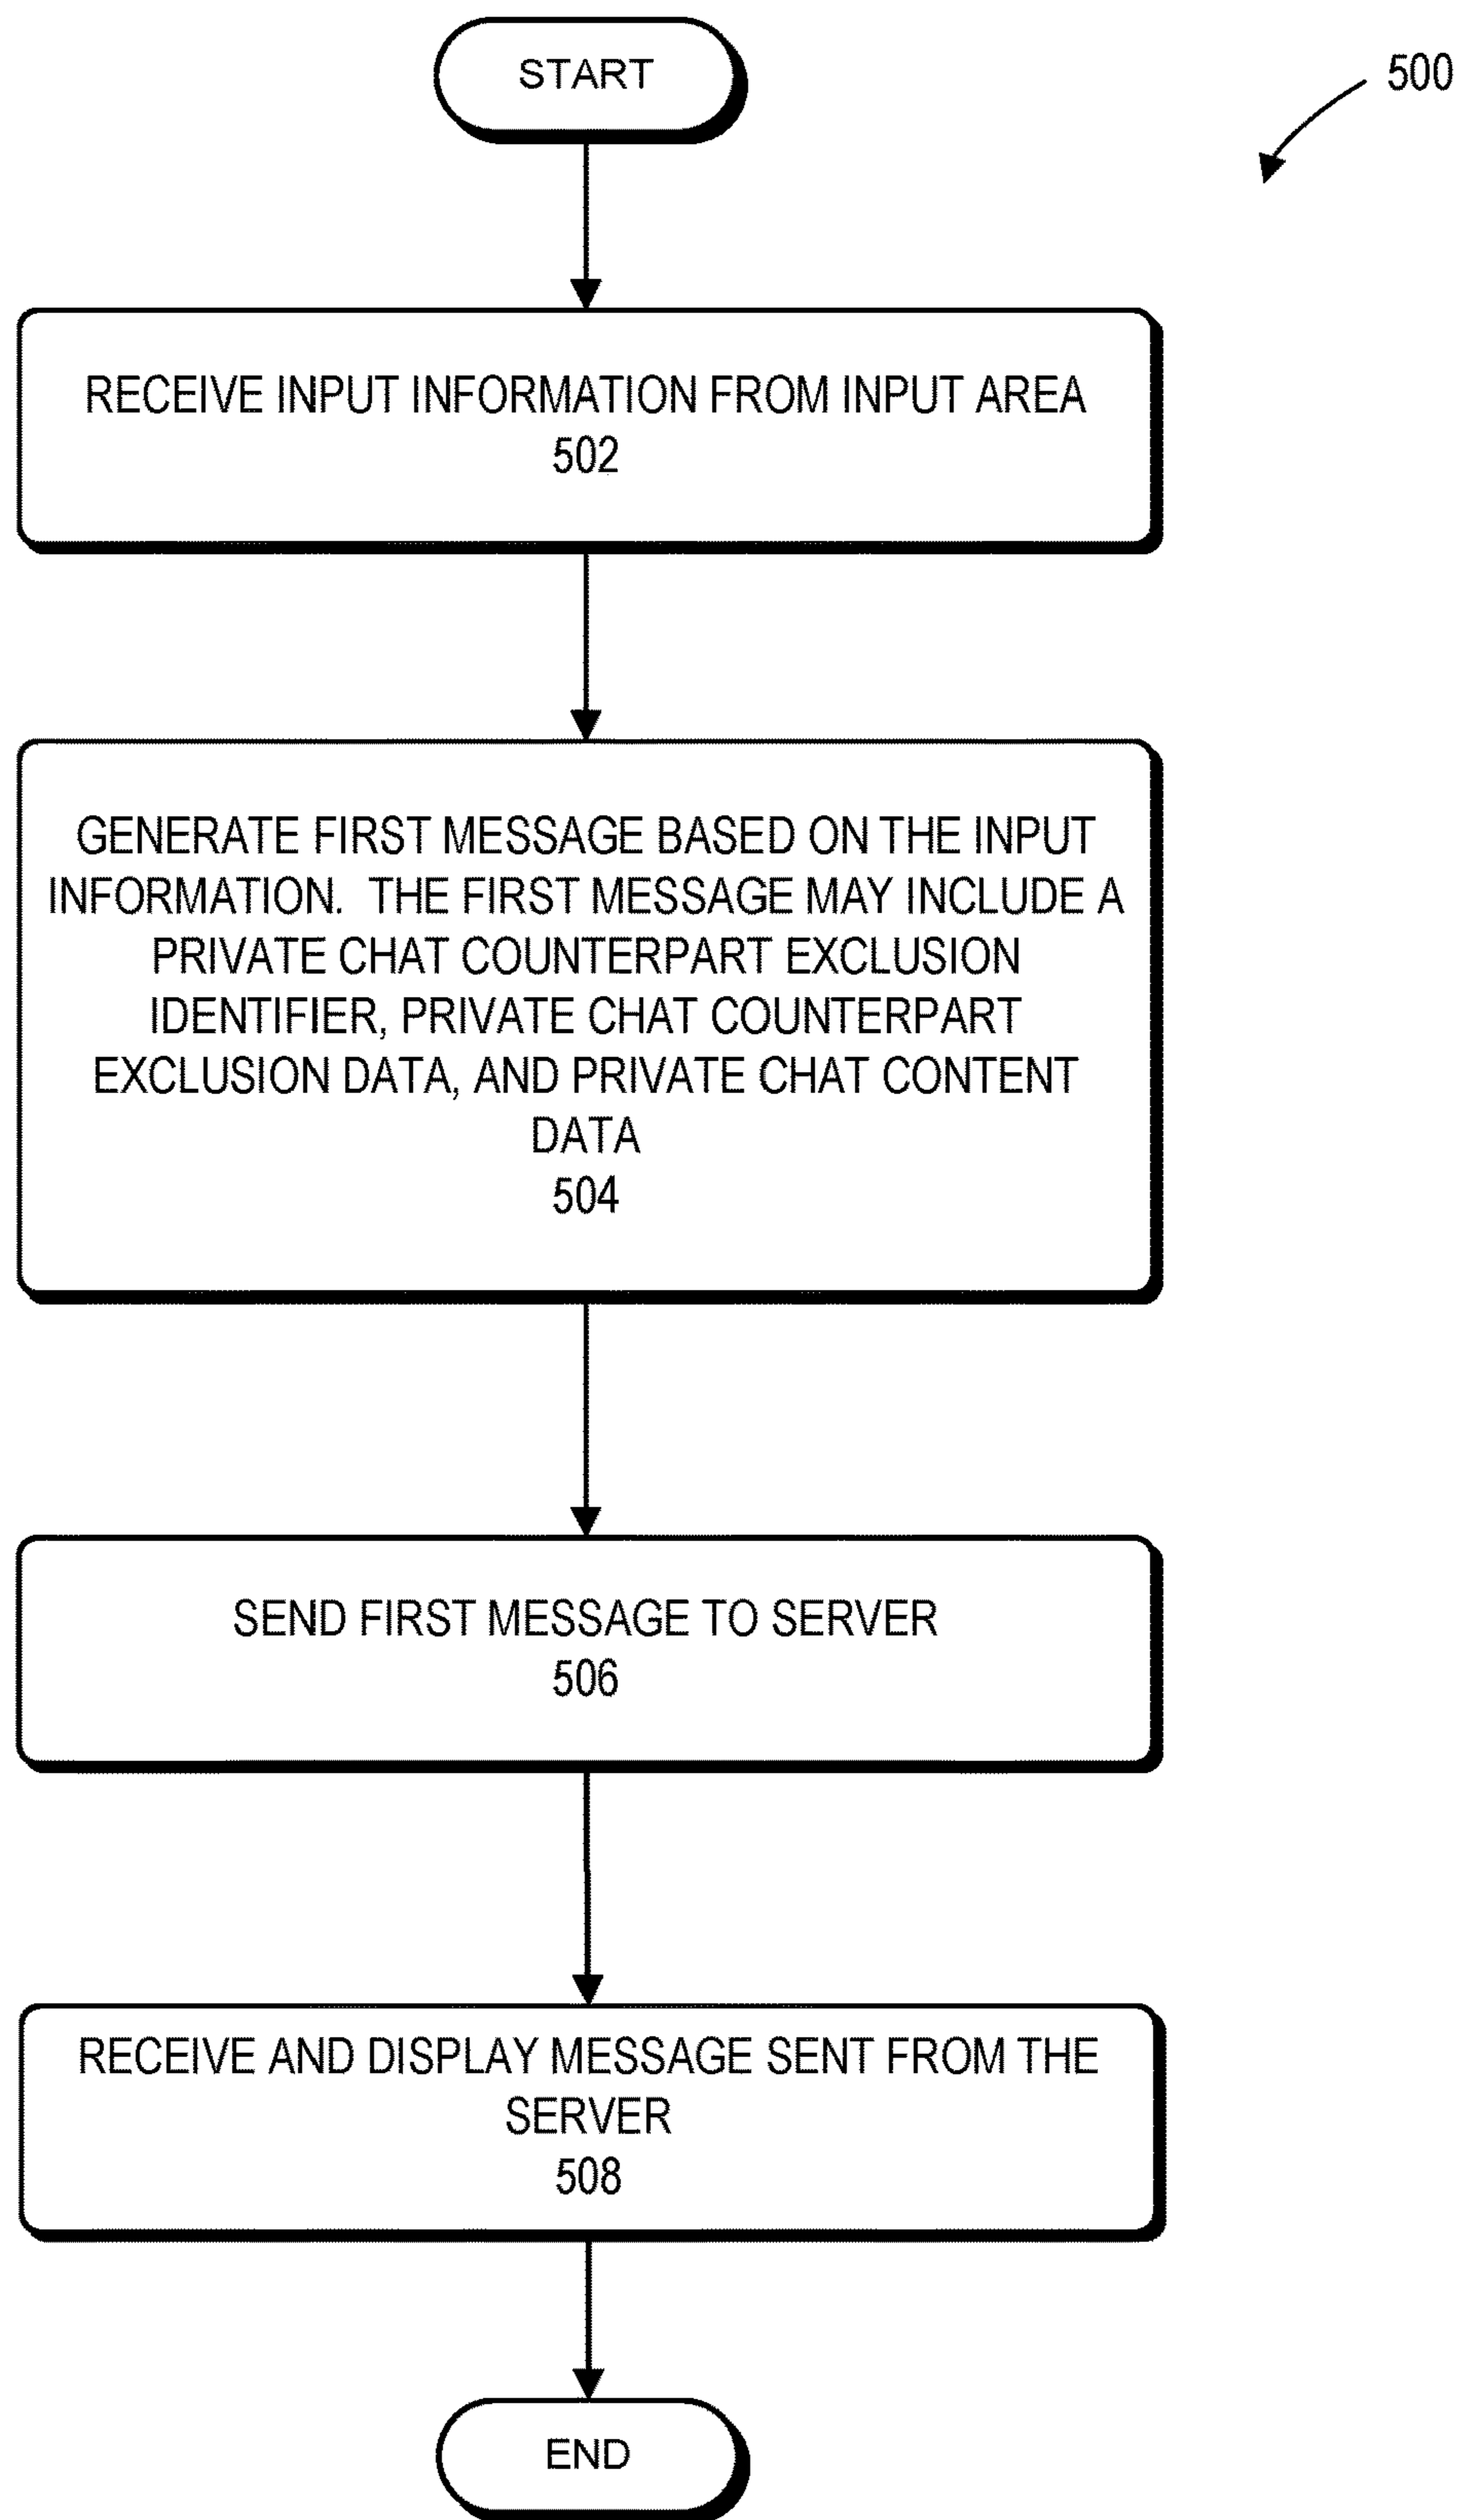 START
500
RECEIVE INPUT INFORMATION FROM INPUT AREA
502
GENERATE FIRST MESSAGE BASED ON THE INPUT
INFORMATION. THE FIRST MESSAGE MAY INCLUDE A
PRIVATE CHAT COUNTERPART EXCLUSION
IDENTIFIER, PRIVATE CHAT COUNTERPART
EXCLUSION DATA, AND PRIVATE CHAT CONTENT
DATA
504
SEND FIRST MESSAGE TO SERVER
506
RECEIVE AND DISPLAY MESSAGE SENT FROM THE
SERVER
508
END